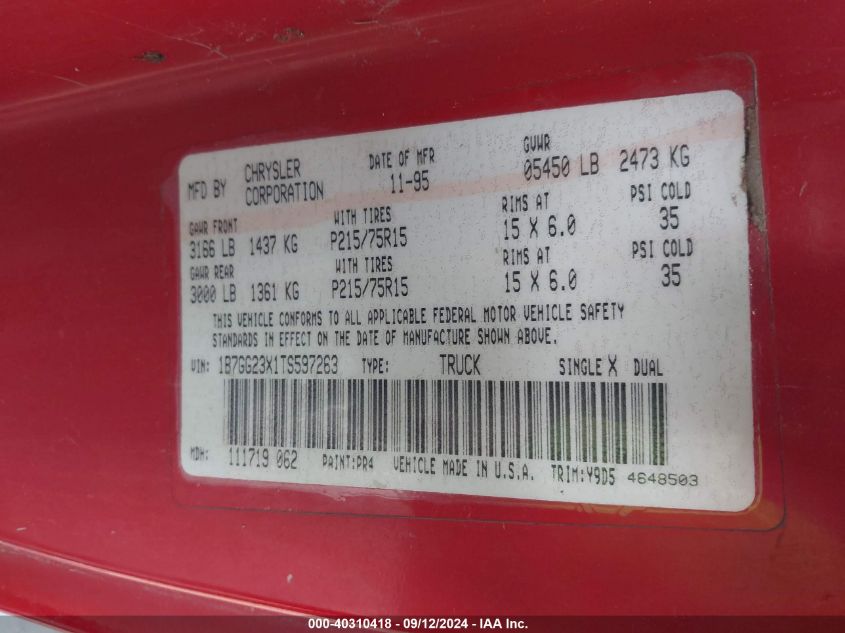 MFD BY CHRYSLER CORPORATION DATE OF MFR 11-95 GVWR 05450 LB 2473 KG
GAWR FRONT WITH TIRES RIMS AT PSI COLD
3166 LB 1437 KG P215/75R15 15 X 6.0 35
GAWR REAR WITH TIRES RIMS AT PSI COLD
3000 LB 1361 KG P215/75R15 15 X 6.0 35
THIS VEHICLE CONFORMS TO ALL APPLICABLE FEDERAL MOTOR VEHICLE SAFETY
STANDARDS IN EFFECT ON THE DATE OF MANUFACTURE SHOWN ABOVE.
VIN: 1B7GG23X1TS597263 TYPE: TRUCK SINGLE X DUAL
MDH: 111719 062 PAINT:PR4 VEHICLE MADE IN U.S.A. TRIM:Y9D5 4648503
000-40310418 - 09/12/2024 - IAA Inc.